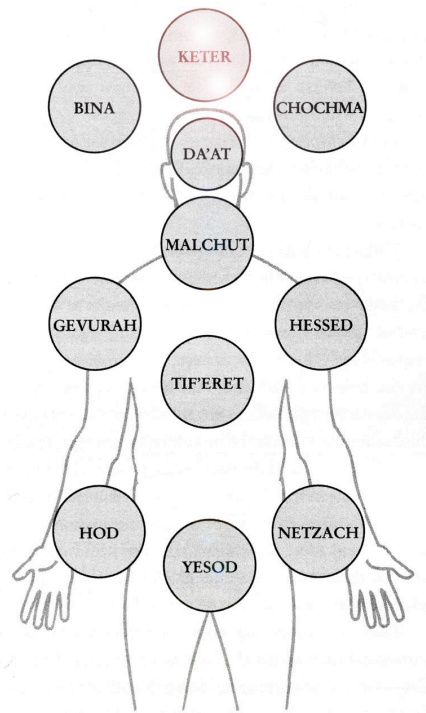 KETER
BINA
CHOCHMA
DA'AT
MALCHUT
GEVURAH
HESSED
TIF'ERET
HOD
NETZACH
YESOD